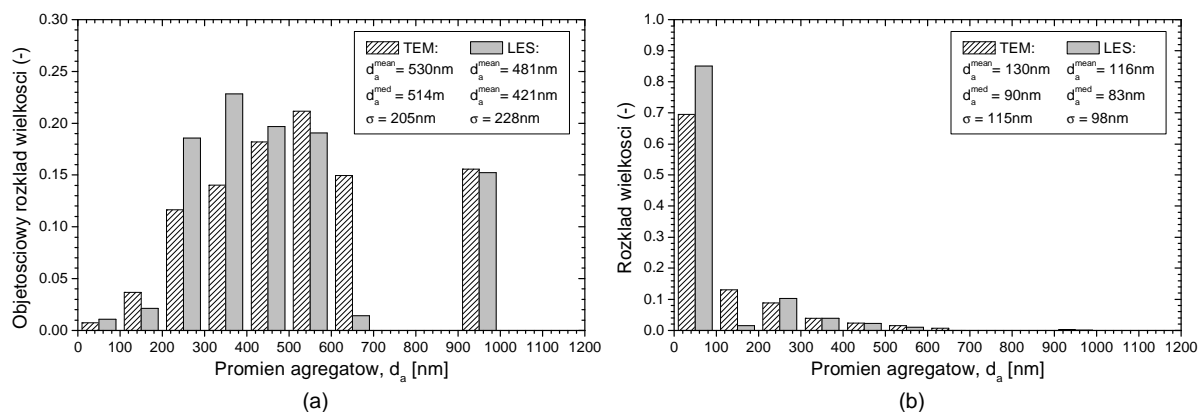 0.30
0.25
0.20
0.15
0.10
0.05
0.00
Objetosciowy rozklad wielkosci (-)
TEM: LES:
d_a^mean = 530nm d_a^mean = 481nm
d_a^med = 514m d_a^mean = 421nm
σ = 205nm σ = 228nm
0 100 200 300 400 500 600 700 800 900 1000 1100 1200
Promien agregatow, d_a [nm]
(a)
1.0
0.9
0.8
0.7
0.6
0.5
0.4
0.3
0.2
0.1
0.0
Rozklad wielkosci (-)
TEM: LES:
d_a^mean = 130nm d_a^mean = 116nm
d_a^med = 90nm d_a^med = 83nm
σ = 115nm σ = 98nm
0 100 200 300 400 500 600 700 800 900 1000 1100 1200
Promien agregatow, d_a [nm]
(b)